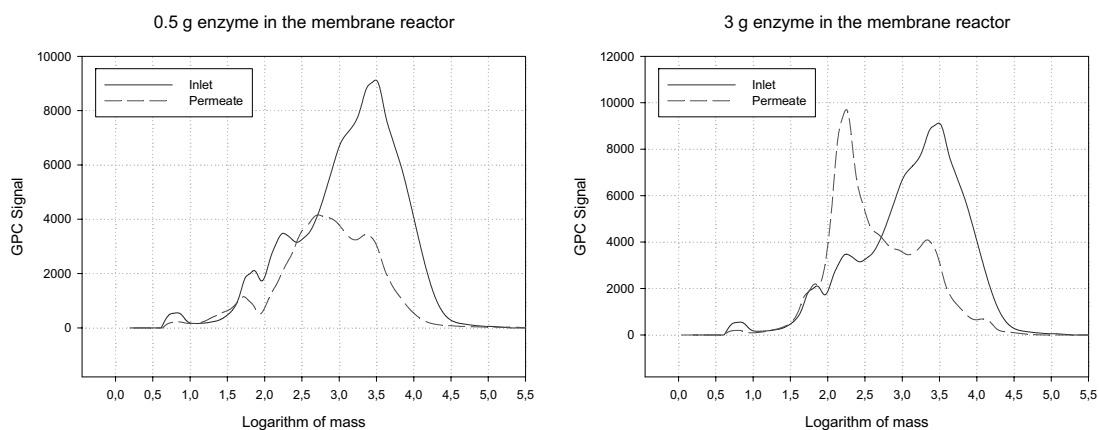 0.5 g enzyme in the membrane reactor
10000
8000
6000
4000
2000
0
GPC Signal
Inlet
Permeate
0,0 0,5 1,0 1,5 2,0 2,5 3,0 3,5 4,0 4,5 5,0 5,5
Logarithm of mass
3 g enzyme in the membrane reactor
12000
10000
8000
6000
4000
2000
0
GPC Signal
Inlet
Permeate
0,0 0,5 1,0 1,5 2,0 2,5 3,0 3,5 4,0 4,5 5,0 5,5
Logarithm of mass